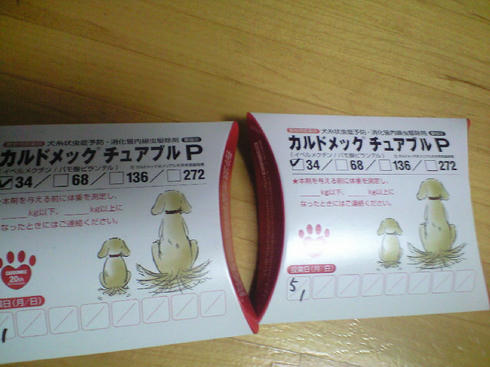 犬糸状虫症予防・消化管内線虫駆除剤
カルドメック チュアブル P
(イベルメクチン/パモ酸ピランテル)
34/ 68/ 136/ 272
★本剤を与える前に体重を測定し、
kg以下、 kg以上に
なったときにはご連絡ください。
CARDOMEC
20th
投薬日(月/日)
1
犬糸状虫症予防・消化管内線虫駆除剤
カルドメック チュアブル P
(イベルメクチン/パモ酸ピランテル)
34/ 68/ 136/ 272
★本剤を与える前に体重を測定し、
kg以下、 kg以上に
なったときにはご連絡ください。
投薬日(月/日)
5/1